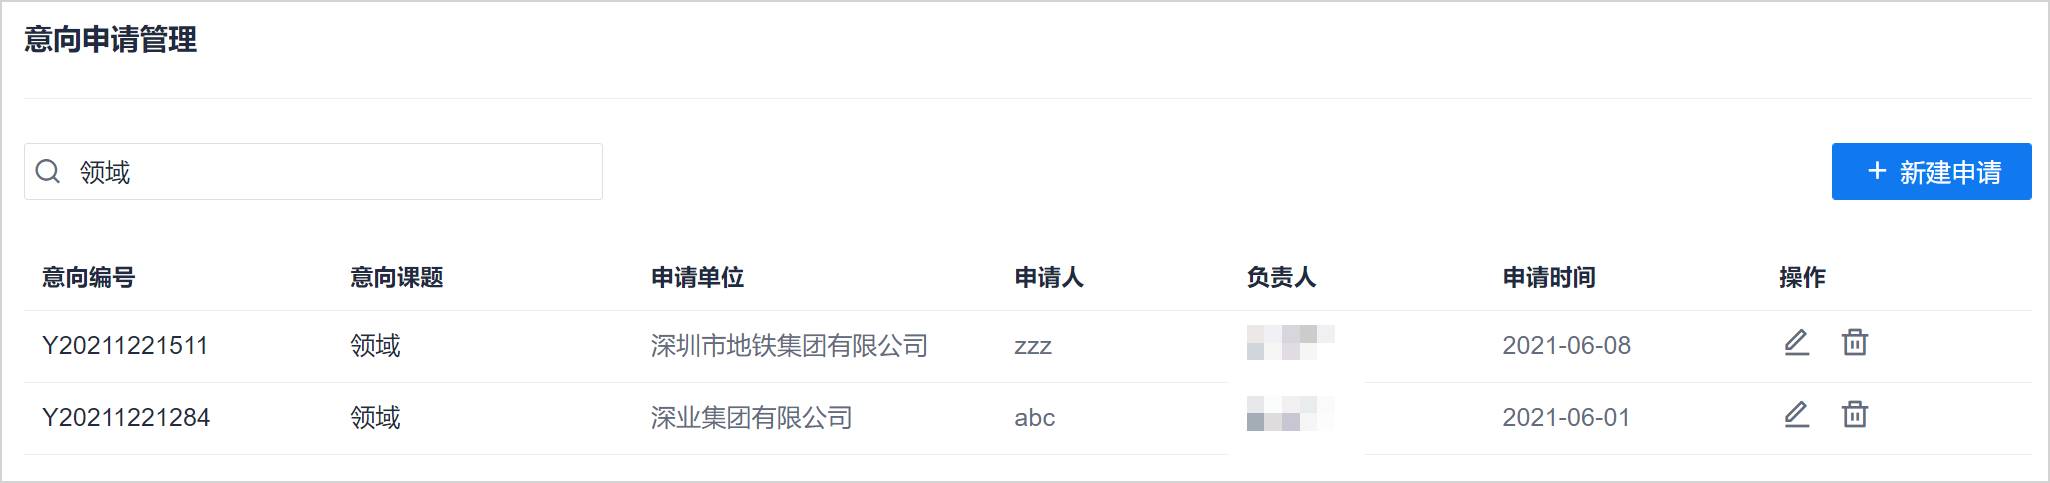 意向申请管理
领域
+ 新建申请
意向编号 意向课题 申请单位 申请人 负责人 申请时间 操作
Y20211221511 领域 深圳市地铁集团有限公司 zzz 2021-06-08
Y20211221284 领域 深业集团有限公司 abc 2021-06-01